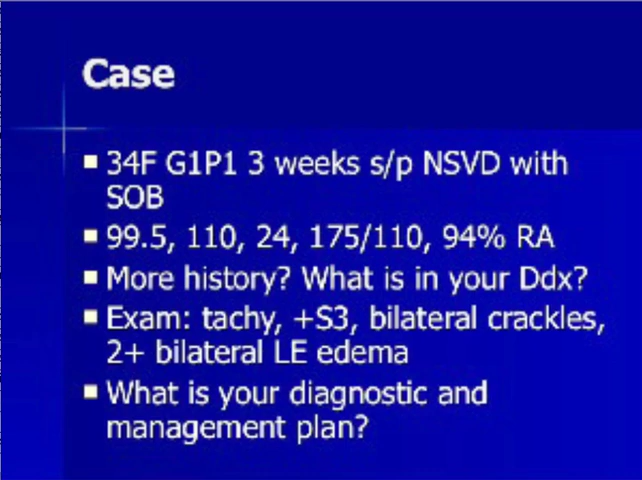 Case
34F G1P1 3 weeks s/p NSVD with
SOB
99.5, 110, 24, 175/110, 94% RA
More history? What is in your Ddx?
Exam: tachy, +S3, bilateral crackles,
2+ bilateral LE edema
What is your diagnostic and
management plan?